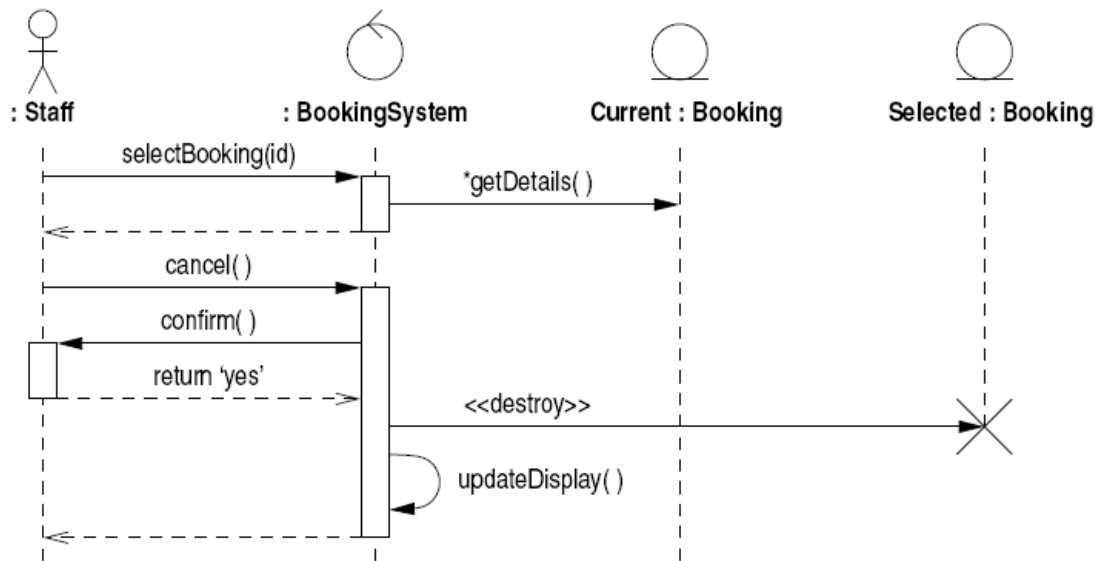 : Staff
: BookingSystem
Current : Booking
Selected : Booking
selectBooking(id)
*getDetails( )
cancel( )
confirm( )
return ‘yes’
<<destroy>>
updateDisplay( )